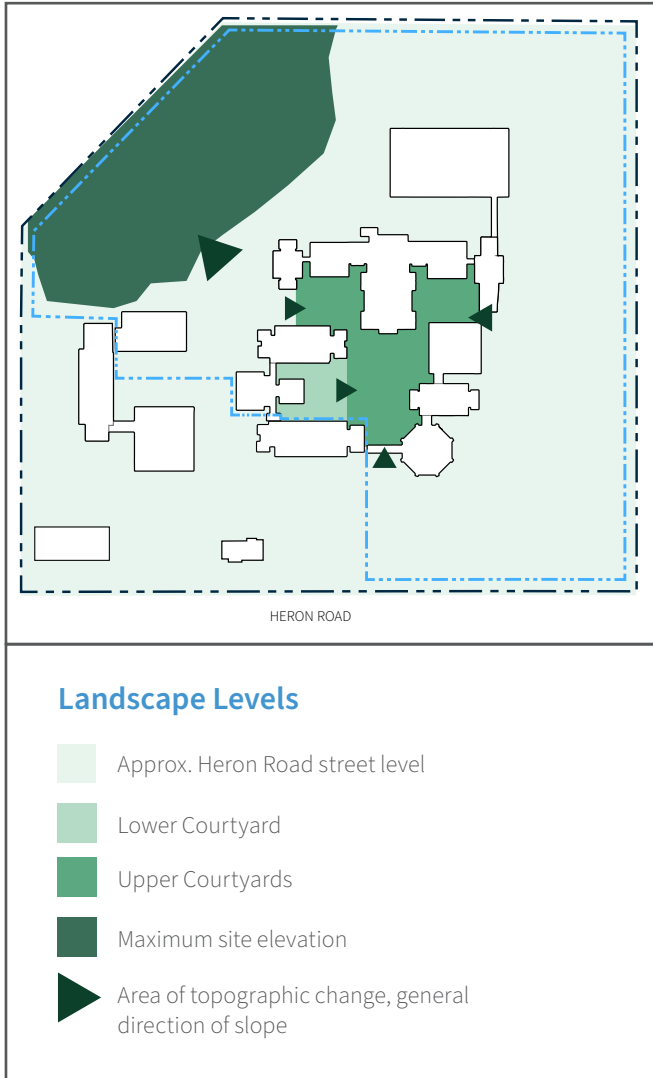 HERON ROAD
Landscape Levels
Approx. Heron Road street level
Lower Courtyard
Upper Courtyards
Maximum site elevation
Area of topographic change, general
direction of slope